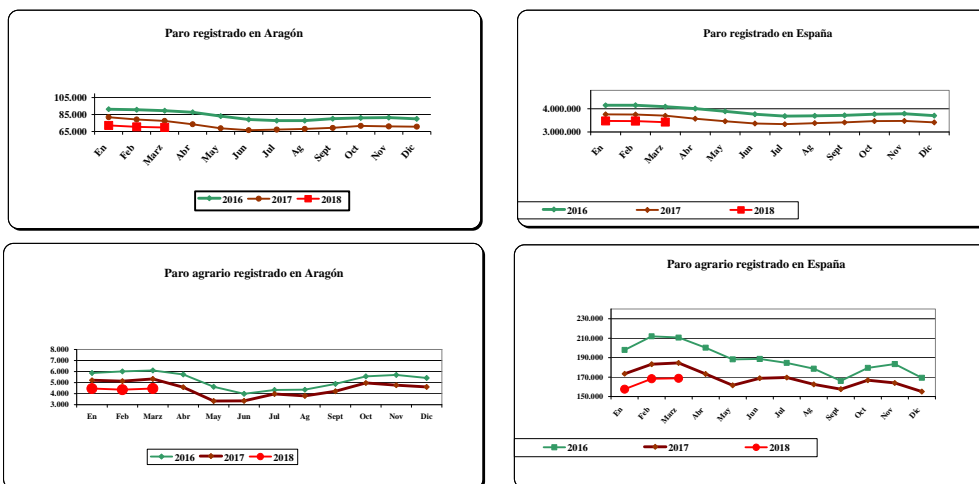 Paro registrado en Aragón
105.000
85.000
65.000
En Feb Marz Abr May Jun Jul Ag Sept Oct Nov Dic
2016 2017 2018
Paro registrado en España
4.000.000
3.000.000
En Feb Marz Abr May Jun Jul Ag Sept Oct Nov Dic
2016 2017 2018
Paro agrario registrado en Aragón
8.000
7.000
6.000
5.000
4.000
3.000
En Feb Marz Abr May Jun Jul Ag Sept Oct Nov Dic
2016 2017 2018
Paro agrario registrado en España
230.000
210.000
190.000
170.000
150.000
En Feb Marz Abr May Jun Jul Ag Sept Oct Nov Dic
2016 2017 2018